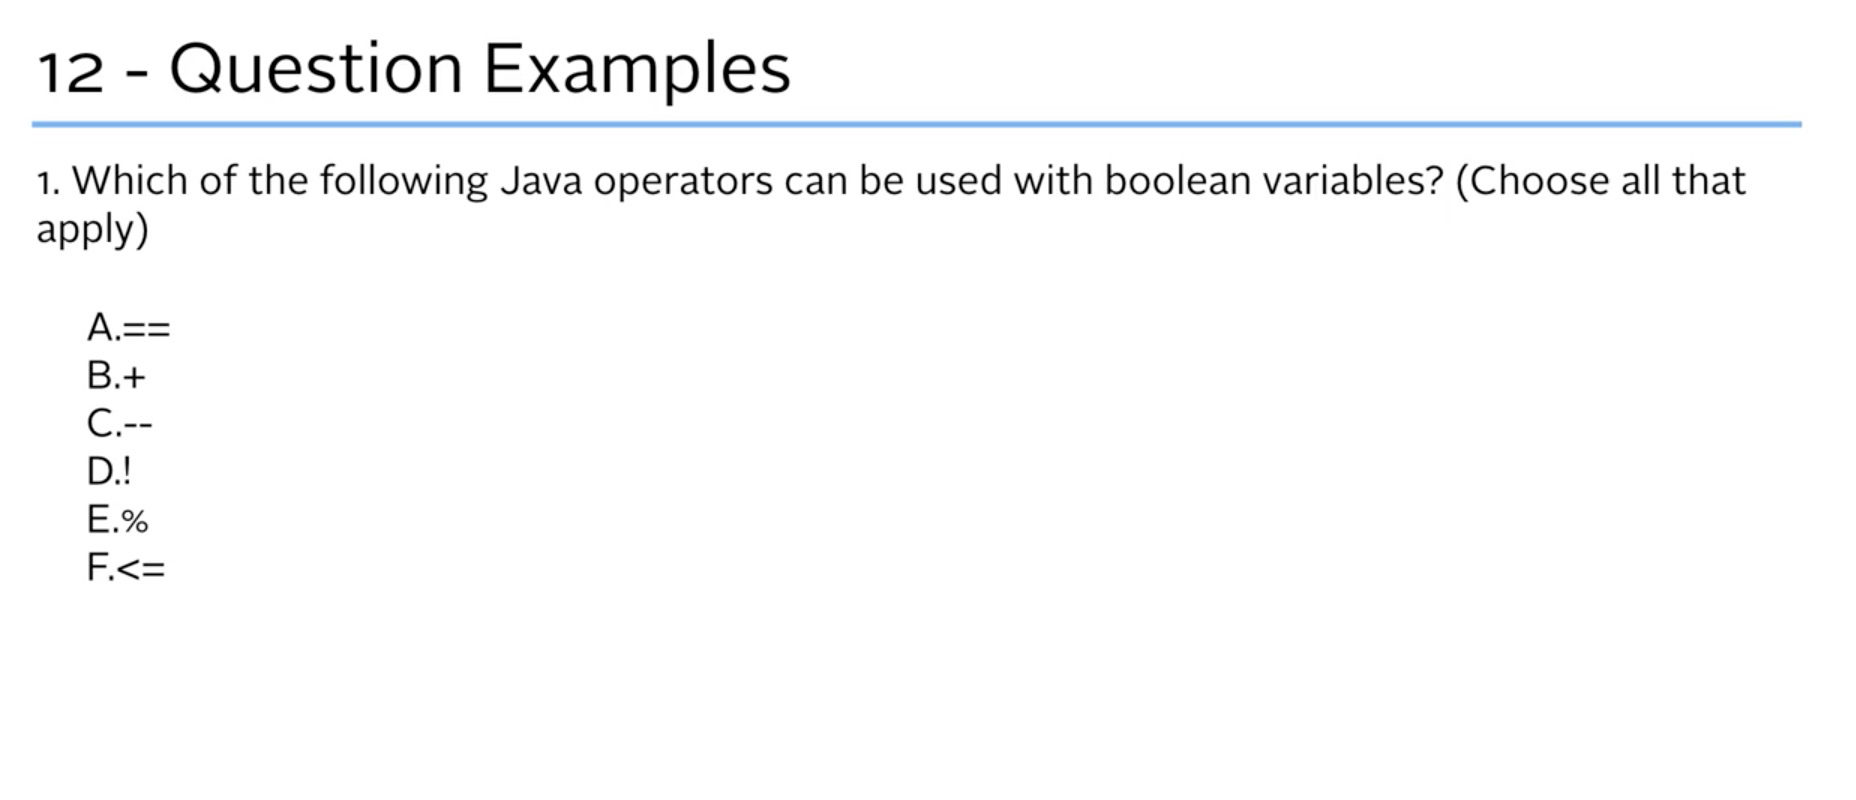 12 - Question Examples
1. Which of the following Java operators can be used with boolean variables? (Choose all that
apply)
A.==
B.+
C.--
D.!
E.%
F.<=